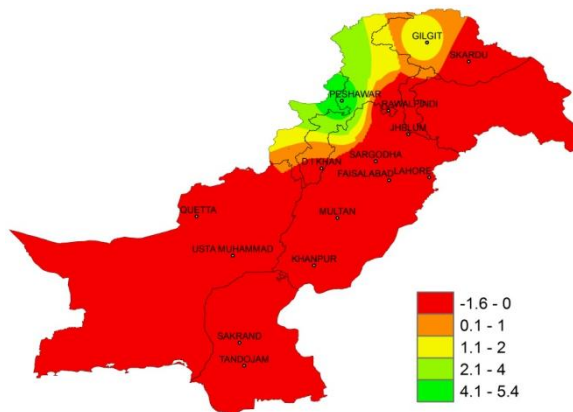 GILGIT
SKARDU
PESHAWAR
RAWALPINDI
JHELUM
SARGODHA
D I KHAN
FAISALABAD
LAHORE
QUETTA
MULTAN
USTA MUHAMMAD
KHANPUR
SAKRAND
TANDOJAM
-1.6 - 0
0.1 - 1
1.1 - 2
2.1 - 4
4.1 - 5.4